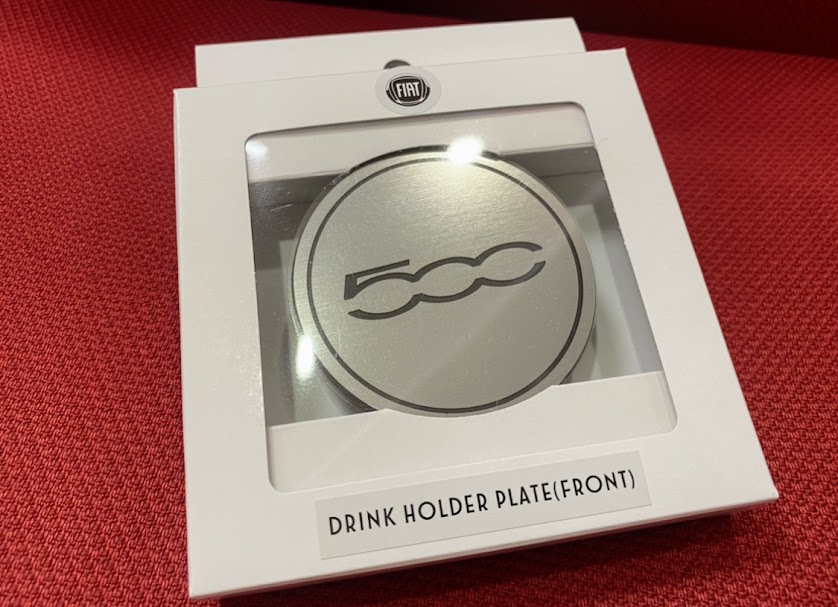 FIAT
500
DRINK HOLDER PLATE(FRONT)